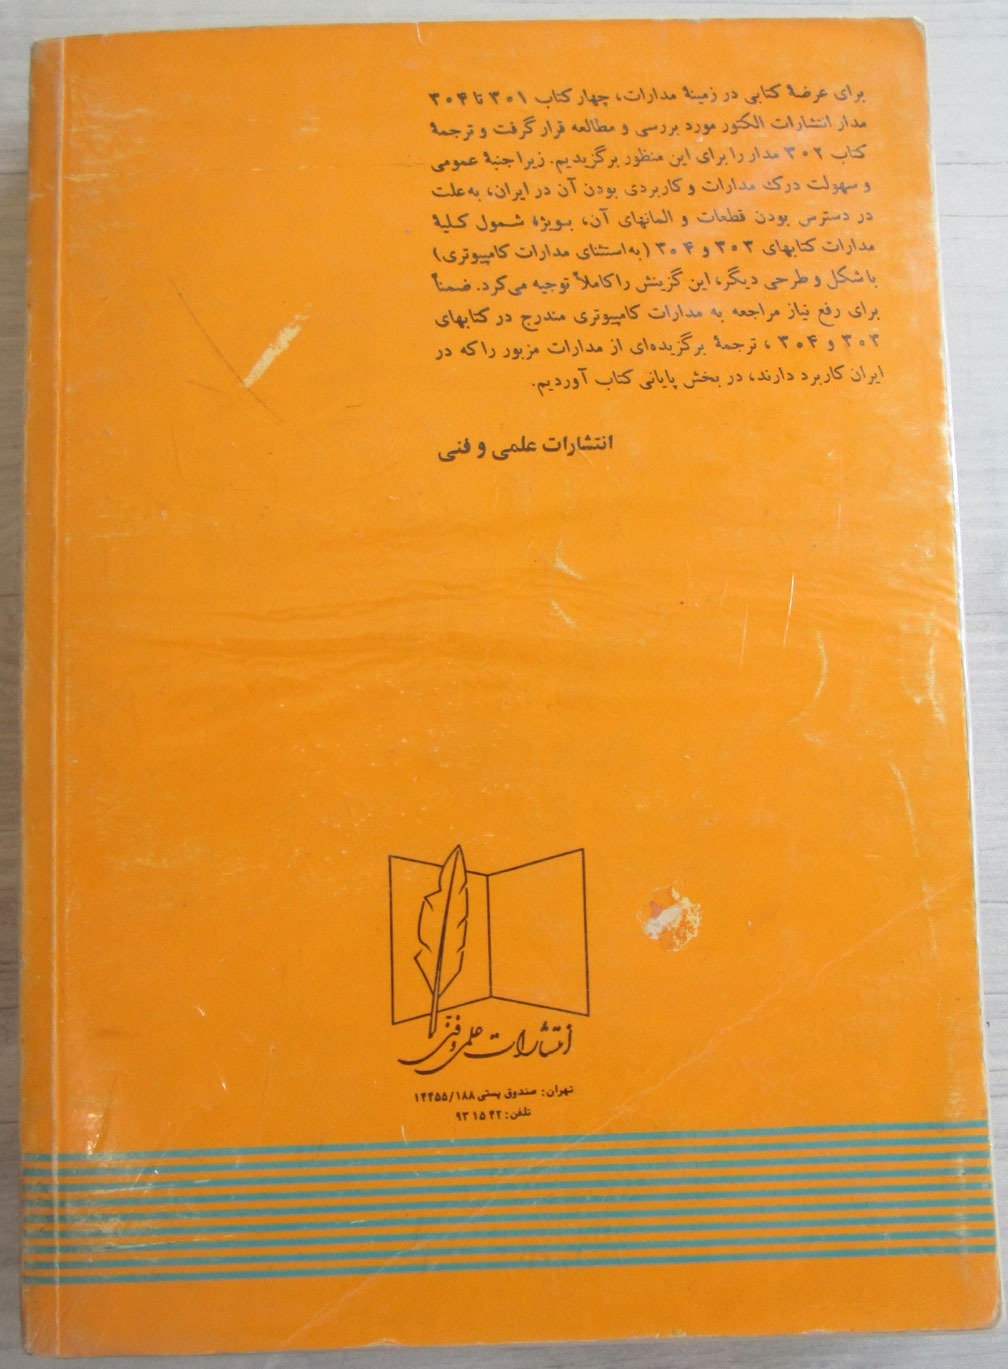 برای عرضهٔ کتابی در زمینهٔ مدارات، چهار کتاب ۳۰۱ تا ۳۰۴
مدار انتشارات الکتور مورد بررسی و مطالعه قرار گرفت و ترجمهٔ
کتاب ۳۰۲ مدار را برای این منظور برگزیدیم. زیرا جنبهٔ عمومی
و سهولت درک مدارات و کاربردی بودن آن در ایران، به‌علت
در دسترس بودن قطعات و المانهای آن، بویژه شمول کلیهٔ
مدارات کتابهای ۳۰۳ و ۳۰۴ (به‌استثنای مدارات کامپیوتری)
با شکل و طرحی دیگر، این گزینش را کاملاً توجیه می‌کرد. ضمناً
برای رفع نیاز مراجعه به مدارات کامپیوتری مندرج در کتابهای
۳۰۳ و ۳۰۴، ترجمهٔ برگزیده‌ای از مدارات مزبور را که در
ایران کاربرد دارند، در بخش پایانی کتاب آوردیم.
انتشارات علمی و فنی
انتشارات علمی و فنی
تهران: صندوق پستی ۱۴۴۵۵/۱۸۸
تلفن: ۹۳۱۵۴۲